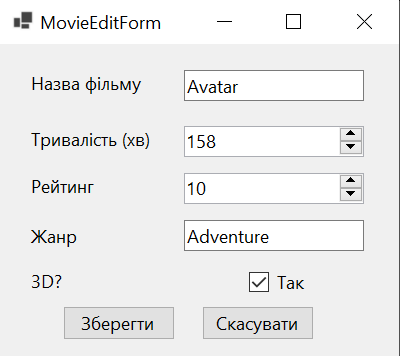 MovieEditForm
Назва фільму Avatar
Тривалість (хв) 158
Рейтинг 10
Жанр Adventure
3D? Так
Зберегти Скасувати